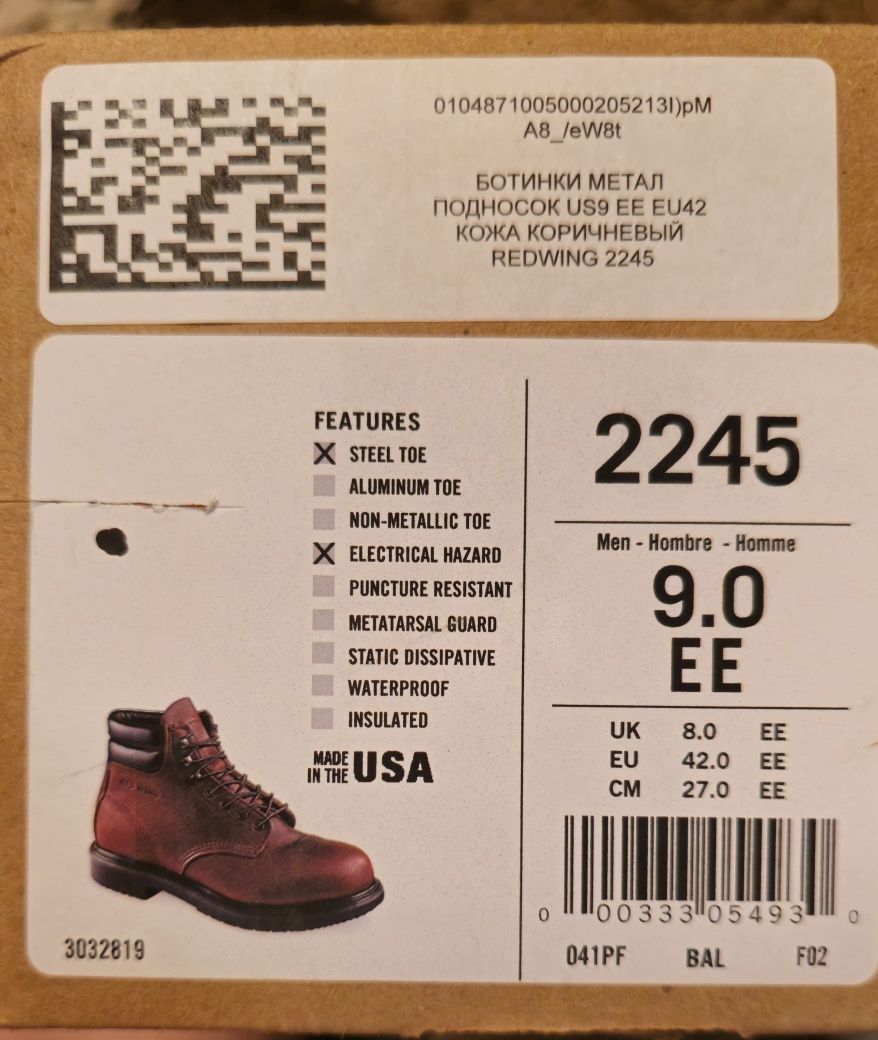 0104871005000205213I)pM
A8_/eW8t
БОТИНКИ МЕТАЛ
ПОДНОСОК US9 EE EU42
КОЖА КОРИЧНЕВЫЙ
REDWING 2245
FEATURES
X STEEL TOE
ALUMINUM TOE
NON-METALLIC TOE
X ELECTRICAL HAZARD
PUNCTURE RESISTANT
METATARSAL GUARD
STATIC DISSIPATIVE
WATERPROOF
INSULATED
MADE
IN THE USA
RED WING
3032819
2245
Men - Hombre - Homme
9.0
EE
UK 8.0 EE
EU 42.0 EE
CM 27.0 EE
0 00333 05493 0
041PF BAL F02